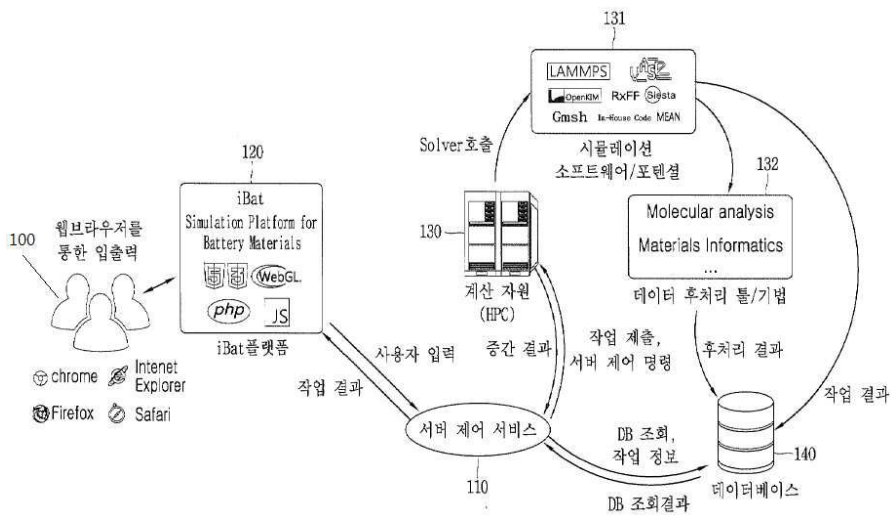 131
LAMMPS
VASP
OpenKIM RxFF Siesta
Gmsh In-House Code MEAN
시뮬레이션
소프트웨어/포텐셜
Solver호출
120
iBat
Simulation Platform for
Battery Materials
WebGL
php JS
iBat플랫폼
100
웹브라우저를
통한 입출력
chrome Intenet
Explorer
Firefox Safari
130
계산 자원
(HPC)
132
Molecular analysis
Materials Informatics
...
데이터 후처리 툴/기법
사용자 입력
작업 결과
중간 결과
작업 제출,
서버 제어 명령
후처리 결과
작업 결과
서버 제어 서비스
110
DB 조회,
작업 정보
DB 조회결과
140
데이터베이스